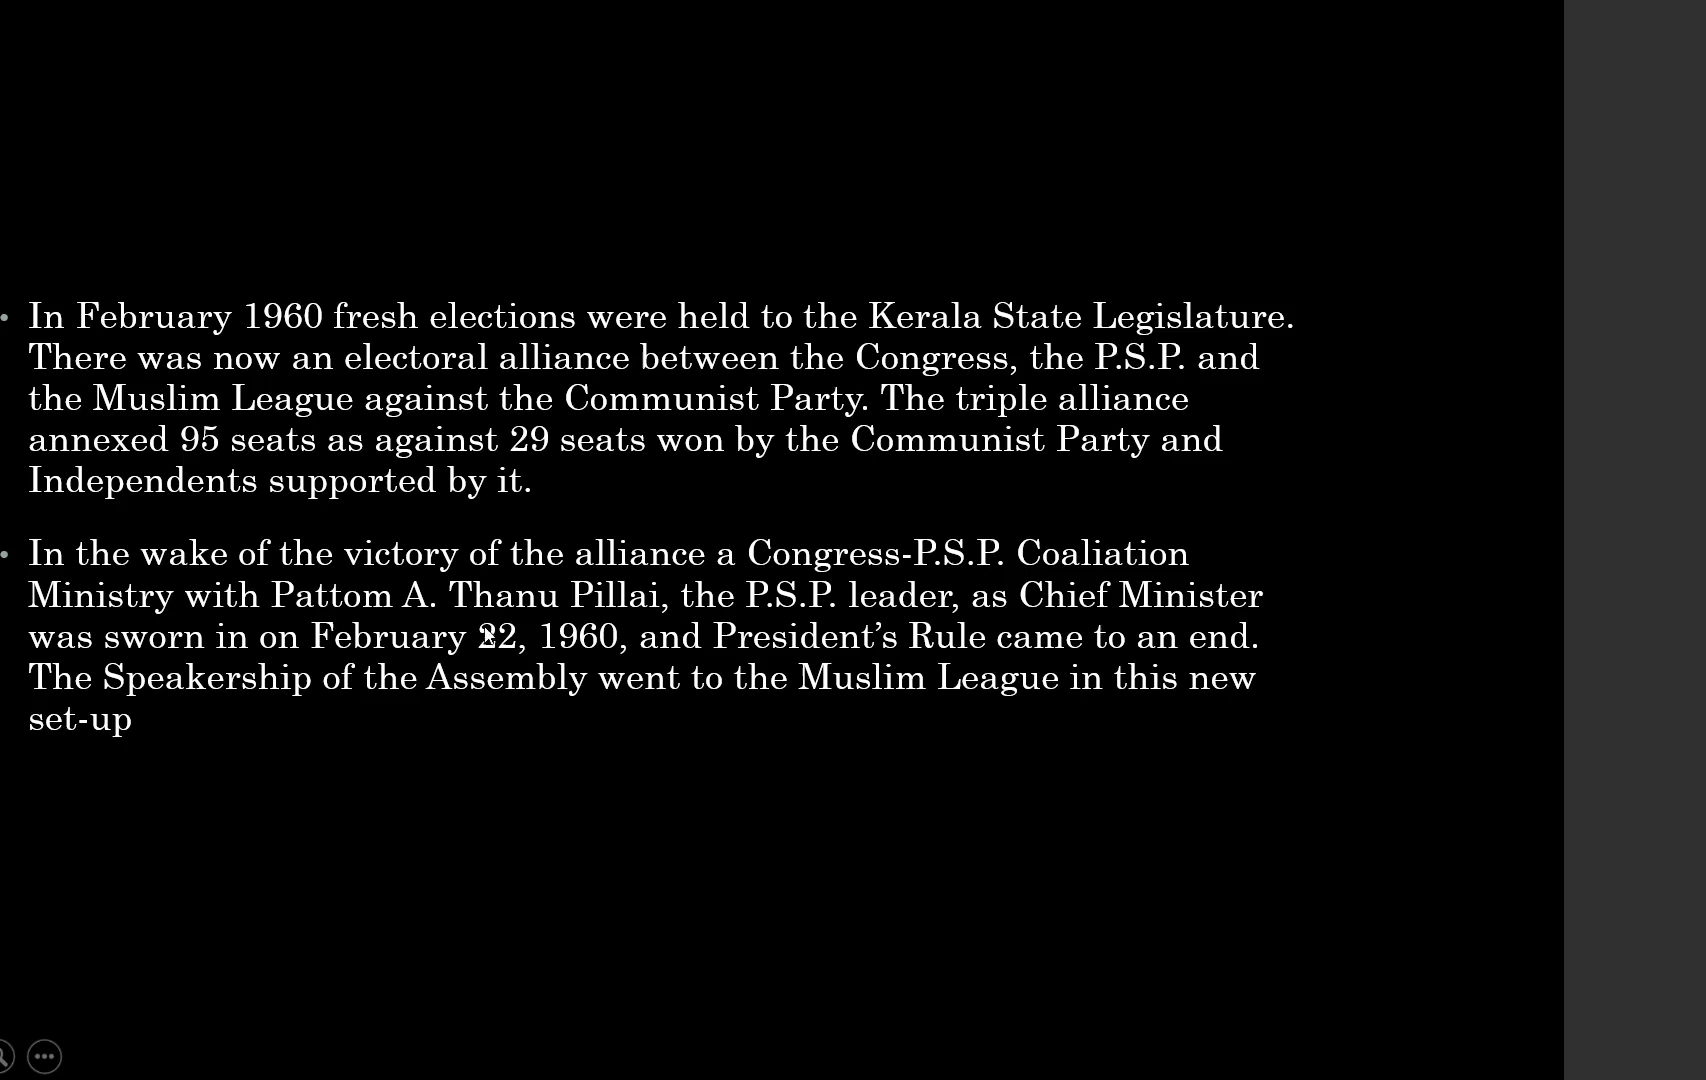 • In February 1960 fresh elections were held to the Kerala State Legislature.
There was now an electoral alliance between the Congress, the P.S.P. and
the Muslim League against the Communist Party. The triple alliance
annexed 95 seats as against 29 seats won by the Communist Party and
Independents supported by it.
• In the wake of the victory of the alliance a Congress-P.S.P. Coaliation
Ministry with Pattom A. Thanu Pillai, the P.S.P. leader, as Chief Minister
was sworn in on February 22, 1960, and President’s Rule came to an end.
The Speakership of the Assembly went to the Muslim League in this new
set-up